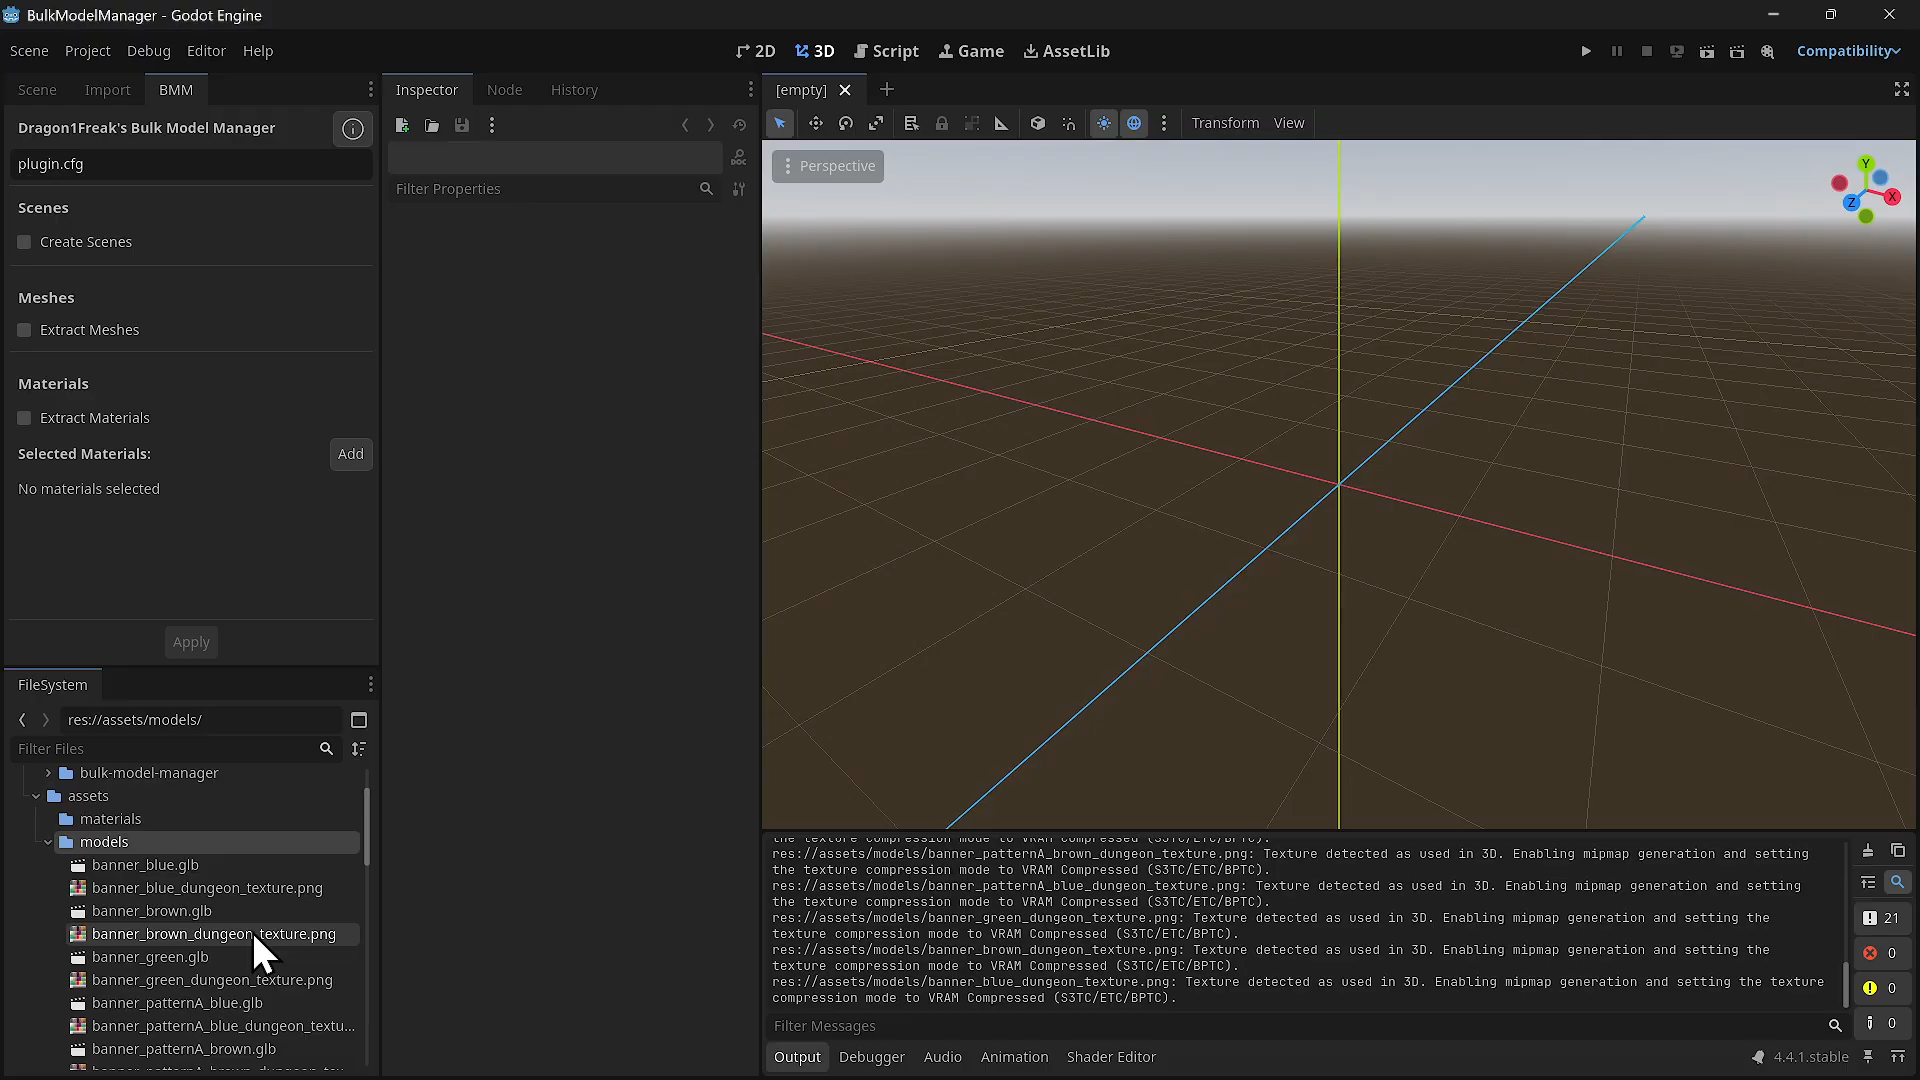 BulkModelManager - Godot Engine
Scene Project Debug Editor Help
2D 3D Script Game AssetLib
Compatibility
Scene Import BMM
Inspector Node History
[empty]
Dragon1Freak's Bulk Model Manager
plugin.cfg
Scenes
Create Scenes
Meshes
Extract Meshes
Materials
Extract Materials
Selected Materials:
Add
No materials selected
Apply
Filter Properties
DOC
Transform View
Perspective
Y
X
Z
FileSystem
res://assets/models/
Filter Files
bulk-model-manager
assets
materials
models
banner_blue.glb
banner_blue_dungeon_texture.png
banner_brown.glb
banner_brown_dungeon_texture.png
banner_green.glb
banner_green_dungeon_texture.png
banner_patternA_blue.glb
banner_patternA_blue_dungeon_textu...
banner_patternA_brown.glb
the texture compression mode to VRAM Compressed (S3TC/ETC/BPTC).
res://assets/models/banner_patternA_brown_dungeon_texture.png: Texture detected as used in 3D. Enabling mipmap generation and setting
the texture compression mode to VRAM Compressed (S3TC/ETC/BPTC).
res://assets/models/banner_patternA_blue_dungeon_texture.png: Texture detected as used in 3D. Enabling mipmap generation and setting
the texture compression mode to VRAM Compressed (S3TC/ETC/BPTC).
res://assets/models/banner_green_dungeon_texture.png: Texture detected as used in 3D. Enabling mipmap generation and setting the
texture compression mode to VRAM Compressed (S3TC/ETC/BPTC).
res://assets/models/banner_brown_dungeon_texture.png: Texture detected as used in 3D. Enabling mipmap generation and setting the
texture compression mode to VRAM Compressed (S3TC/ETC/BPTC).
res://assets/models/banner_blue_dungeon_texture.png: Texture detected as used in 3D. Enabling mipmap generation and setting the texture
compression mode to VRAM Compressed (S3TC/ETC/BPTC).
21
0
0
0
Filter Messages
Output Debugger Audio Animation Shader Editor
4.4.1.stable